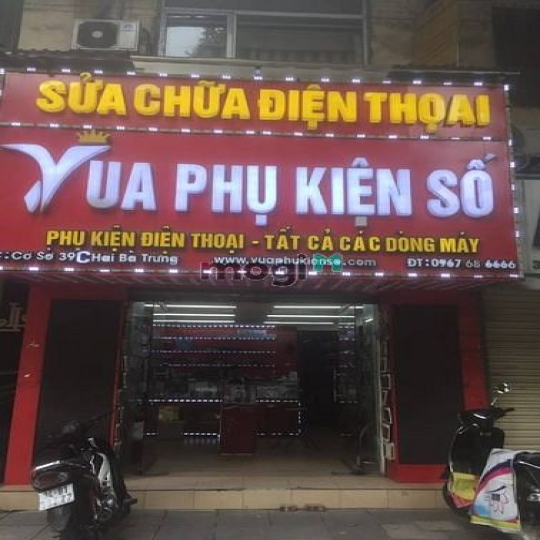 SỬA CHỮA ĐIỆN THOẠI
VUA PHỤ KIỆN SỐ
PHỤ KIỆN ĐIỆN THOẠI - TẤT CẢ CÁC DÒNG MÁY
: Cơ Sở 39C Hai Bà Trưng www.vuaphukienso.com ĐT: 0967 68 6666
mogi